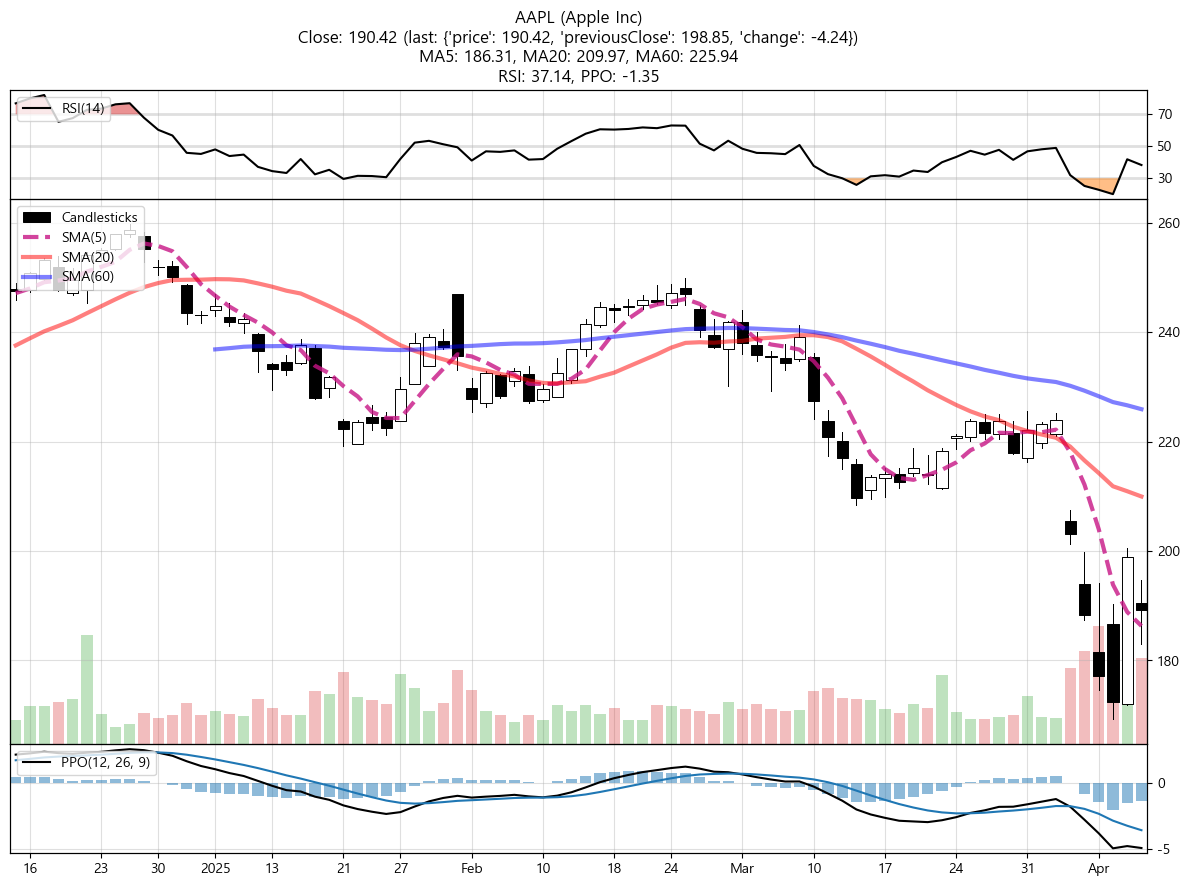 AAPL (Apple Inc)
Close: 190.42 (last: {'price': 190.42, 'previousClose': 198.85, 'change': -4.24})
MA5: 186.31, MA20: 209.97, MA60: 225.94
RSI: 37.14, PPO: -1.35
RSI(14)
70
50
30
Candlesticks
SMA(5)
SMA(20)
SMA(60)
260
240
220
200
180
PPO(12, 26, 9)
0
-5
16 23 30 2025 13 21 27 Feb 10 18 24 Mar 10 17 24 31 Apr